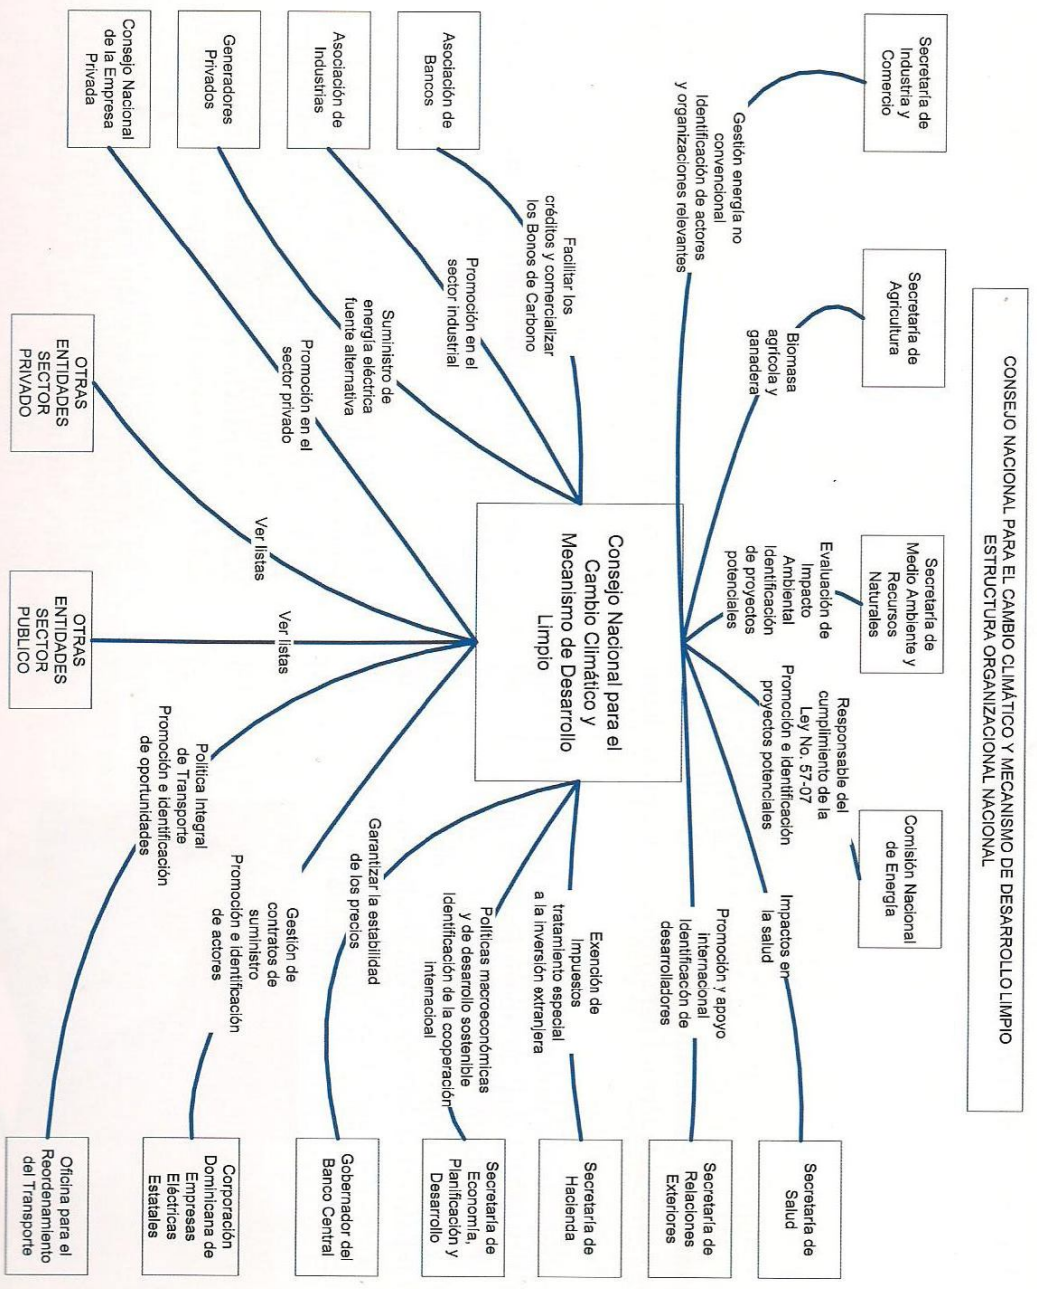 CONSEJO NACIONAL PARA EL CAMBIO CLIMÁTICO Y MECANISMO DE DESARROLLO LIMPIO
ESTRUCTURA ORGANIZACIONAL NACIONAL
Secretaría de
Industria y
Comercio
Secretaría de
Agricultura
Secretaría de
Medio Ambiente y
Recursos
Naturales
Comisión Nacional
de Energía
Gestión energía no
convencional
Identificación de actores
y organizaciones relevantes
Biomasa
agrícola y
ganadera
Evaluación de
Impacto
Ambiental
Identificación
de proyectos
potenciales
Responsable del
cumplimiento de la
Ley No. 57-07
Promoción e identificación
proyectos potenciales
Impactos en
la salud
Secretaría de
Salud
Asociación de
Bancos
Facilitar los
créditos y comercializar
los Bonos de Carbono
Promoción y apoyo
internacional
Identificacón de
desarrolladores
Secretaría de
Relaciones
Exteriores
Asociación de
Industrias
Promoción en el
sector industrial
Consejo Nacional para el
Cambio Climático y
Mecanismo de Desarrollo
Limpio
Exención de
Impuestos
tratamiento especial
a la inversión extranjera
Secretaría de
Hacienda
Generadores
Privados
Suministro de
energía eléctrica
fuente alternativa
Políticas macroeconómicas
y de desarrollo sostenible
Identificación de la cooperación
internacioal
Secretaría de
Economía,
Planificación y
Desarrollo
Consejo Nacional
de la Empresa
Privada
Promoción en el
sector privado
Garantizar la estabilidad
de los precios
Gobernador del
Banco Central
Ver listas
Ver listas
Gestión de
contratos de
suministro
Promoción e identificación
de actores
Corporación
Dominicana de
Empresas
Eléctricas
Estatales
Política Integral
de Transporte
Promoción e identificación
de oportunidades
OTRAS
ENTIDADES
SECTOR
PRIVADO
OTRAS
ENTIDADES
SECTOR
PUBLICO
Oficina para el
Reordenamiento
del Transporte